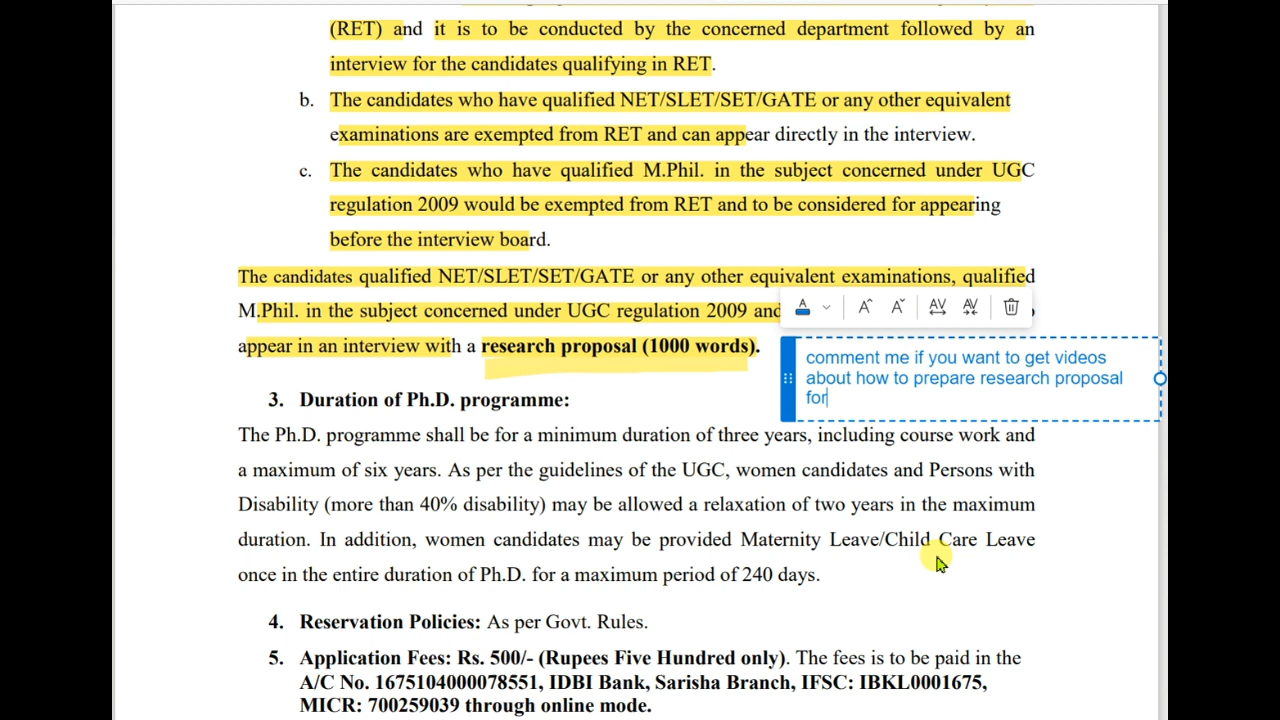 (RET) and it is to be conducted by the concerned department followed by an
interview for the candidates qualifying in RET.
b. The candidates who have qualified NET/SLET/SET/GATE or any other equivalent
examinations are exempted from RET and can appear directly in the interview.
c. The candidates who have qualified M.Phil. in the subject concerned under UGC
regulation 2009 would be exempted from RET and to be considered for appearing
before the interview board.
The candidates qualified NET/SLET/SET/GATE or any other equivalent examinations, qualified
M.Phil. in the subject concerned under UGC regulation 2009 and
appear in an interview with a research proposal (1000 words).
comment me if you want to get videos
about how to prepare research proposal
for
3. Duration of Ph.D. programme:
The Ph.D. programme shall be for a minimum duration of three years, including course work and
a maximum of six years. As per the guidelines of the UGC, women candidates and Persons with
Disability (more than 40% disability) may be allowed a relaxation of two years in the maximum
duration. In addition, women candidates may be provided Maternity Leave/Child Care Leave
once in the entire duration of Ph.D. for a maximum period of 240 days.
4. Reservation Policies: As per Govt. Rules.
5. Application Fees: Rs. 500/- (Rupees Five Hundred only). The fees is to be paid in the
A/C No. 1675104000078551, IDBI Bank, Sarisha Branch, IFSC: IBKL0001675,
MICR: 700259039 through online mode.